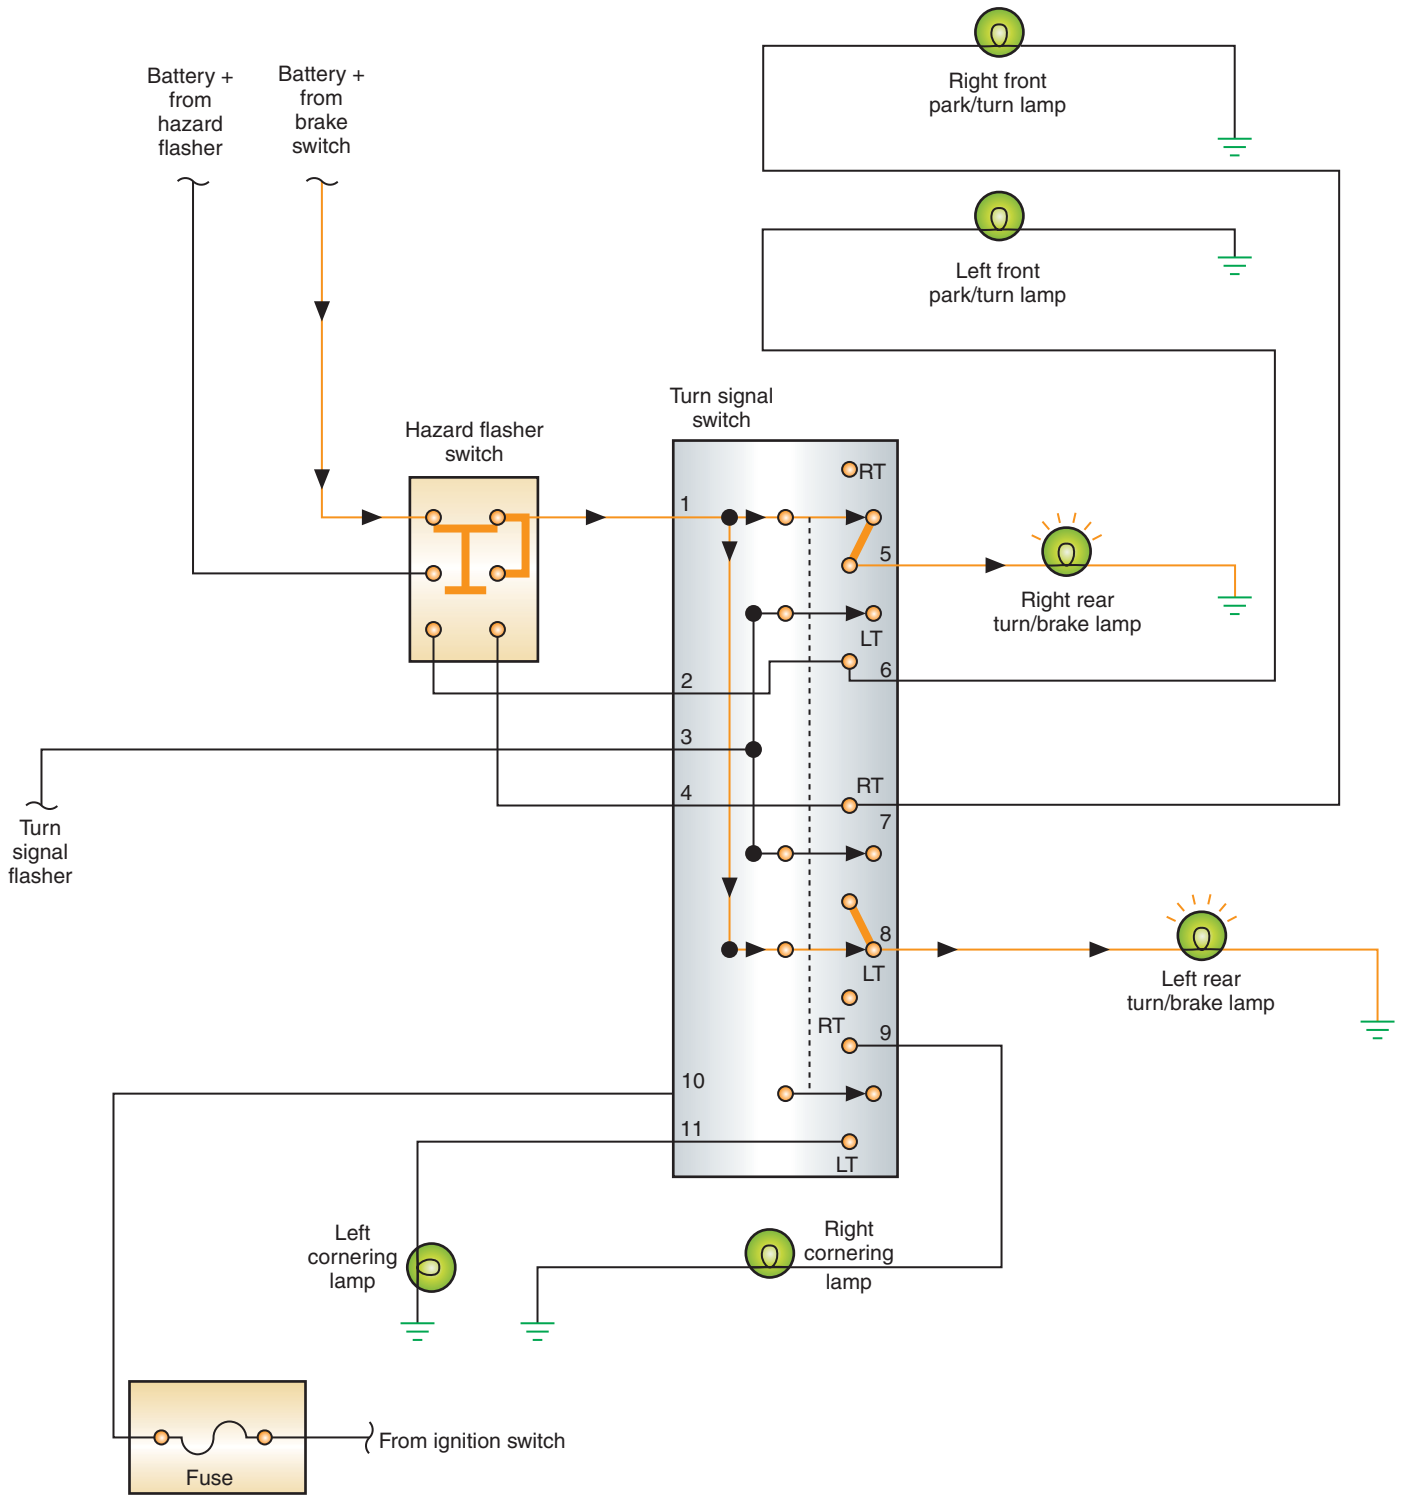 Battery +
from
hazard
flasher
Battery +
from
brake
switch
Right front
park/turn lamp
Left front
park/turn lamp
Turn signal
switch
Hazard flasher
switch
RT
1
5
Right rear
turn/brake lamp
LT
6
2
3
4
RT
7
Turn
signal
flasher
8
LT
Left rear
turn/brake lamp
RT
9
10
11
LT
Left
cornering
lamp
Right
cornering
lamp
From ignition switch
Fuse